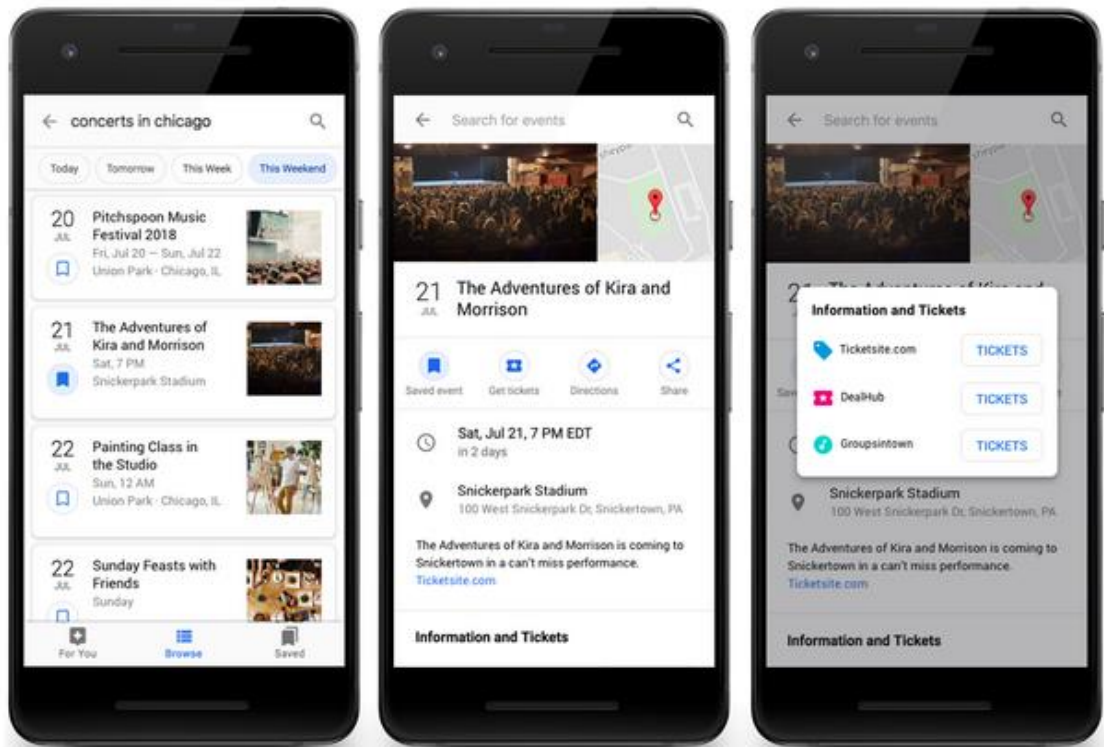 concerts in chicago
Today Tomorrow This Week This Weekend
20
JUL
Pitchspoon Music
Festival 2018
Fri, Jul 20 — Sun, Jul 22
Union Park · Chicago, IL
21
JUL
The Adventures of
Kira and Morrison
Sat, 7 PM
Snickerpark Stadium
22
JUL
Painting Class in
the Studio
Sun, 12 AM
Union Park · Chicago, IL
22
JUL
Sunday Feasts with
Friends
Sunday
For You Browse Saved
Search for events
21
JUL
The Adventures of Kira and
Morrison
Saved event Get tickets Directions Share
Sat, Jul 21, 7 PM EDT
in 2 days
Snickerpark Stadium
100 West Snickerpark Dr, Snickertown, PA
The Adventures of Kira and Morrison is coming to
Snickertown in a can't miss performance.
Ticketsite.com
Information and Tickets
Search for events
Information and Tickets
Ticketsite.com TICKETS
DealHub TICKETS
Groupsintown TICKETS
Snickerpark Stadium
100 West Snickerpark Dr, Snickertown, PA
The Adventures of Kira and Morrison is coming to
Snickertown in a can't miss performance.
Ticketsite.com
Information and Tickets